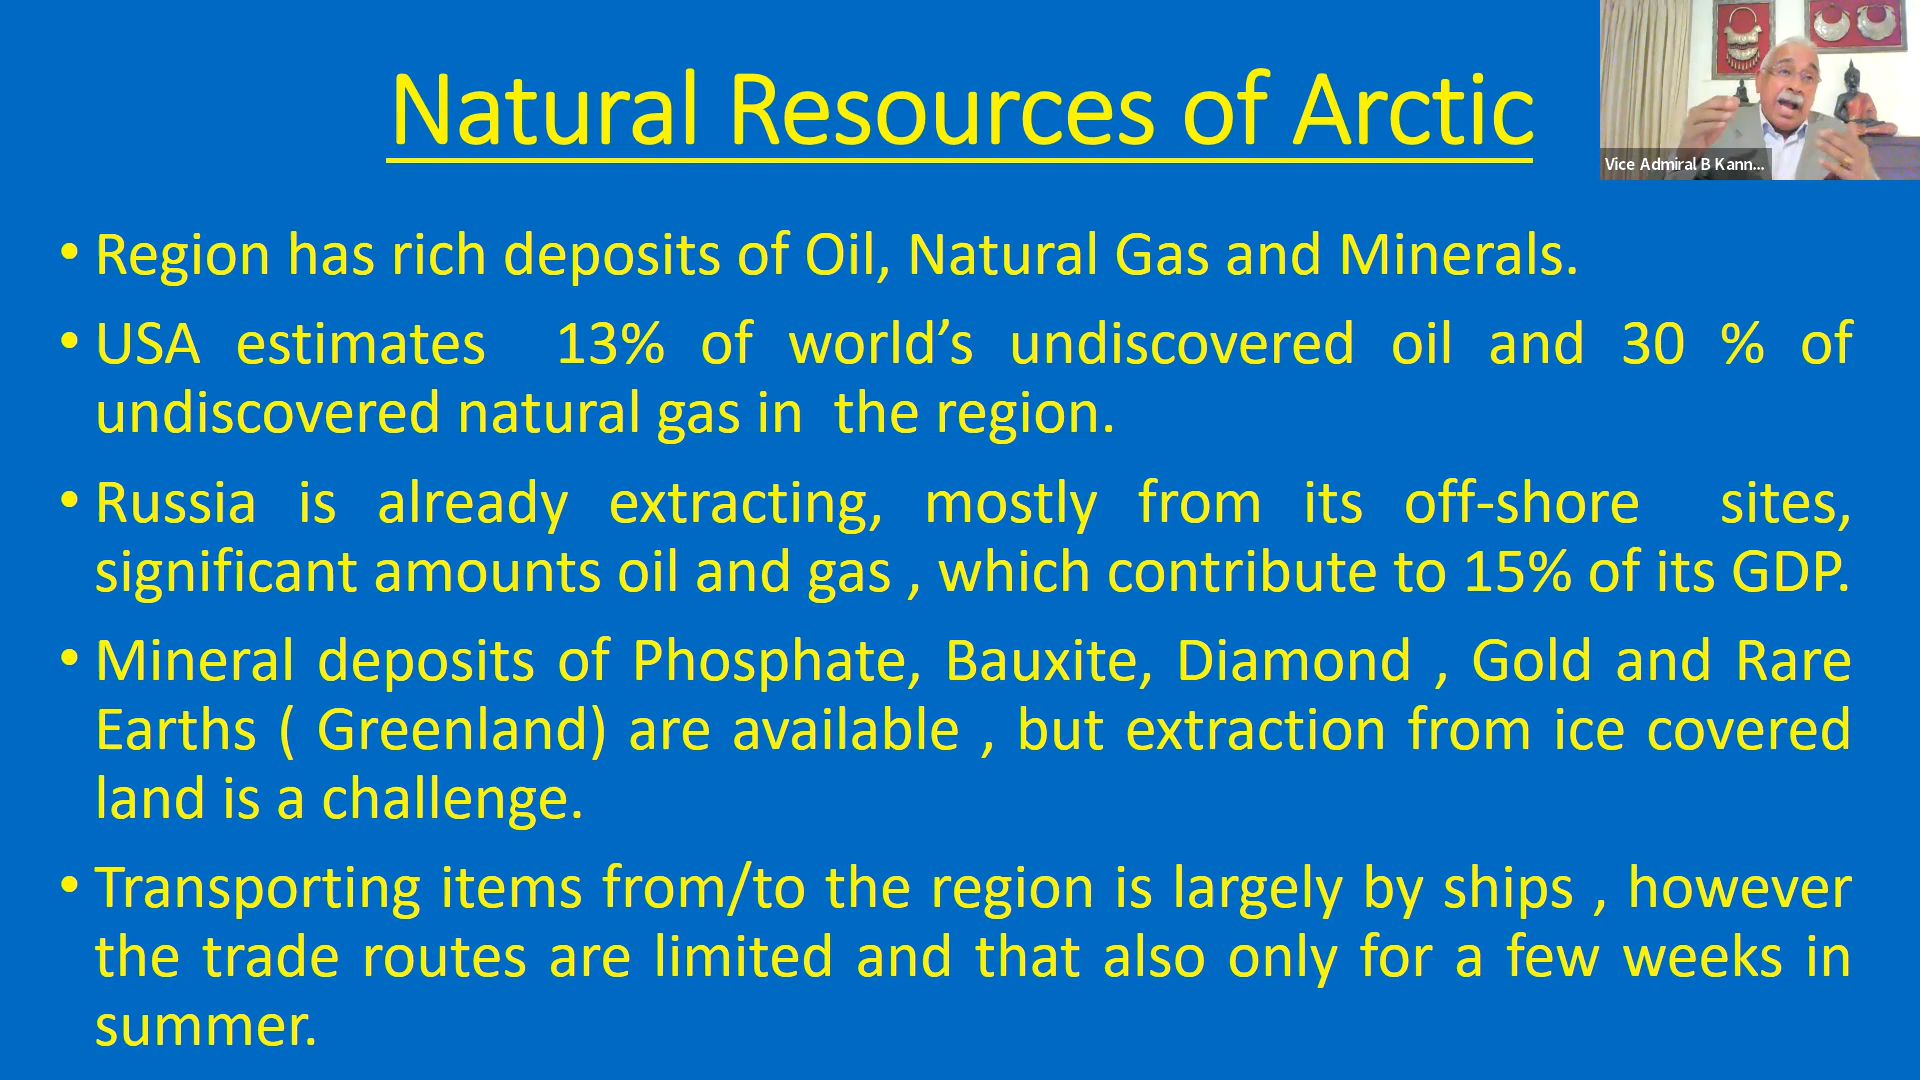 Natural Resources of Arctic
Vice Admiral B Kann...
• Region has rich deposits of Oil, Natural Gas and Minerals.
• USA estimates 13% of world’s undiscovered oil and 30 % of
undiscovered natural gas in the region.
• Russia is already extracting, mostly from its off-shore sites,
significant amounts oil and gas , which contribute to 15% of its GDP.
• Mineral deposits of Phosphate, Bauxite, Diamond , Gold and Rare
Earths ( Greenland) are available , but extraction from ice covered
land is a challenge.
• Transporting items from/to the region is largely by ships , however
the trade routes are limited and that also only for a few weeks in
summer.